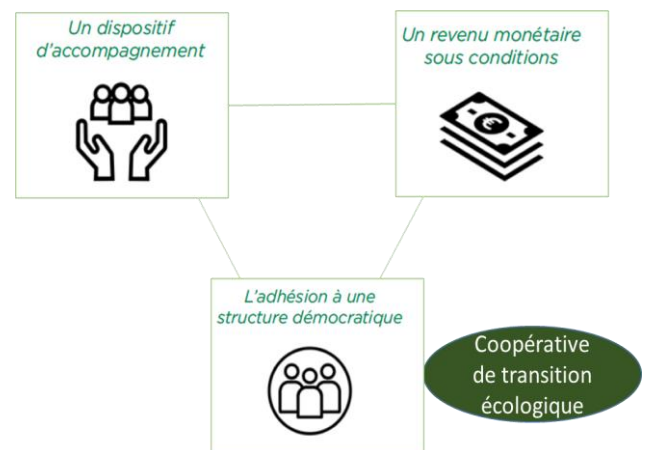 Un dispositif
d'accompagnement
Un revenu monétaire
sous conditions
€
L'adhésion à une
structure démocratique
Coopérative
de transition
écologique